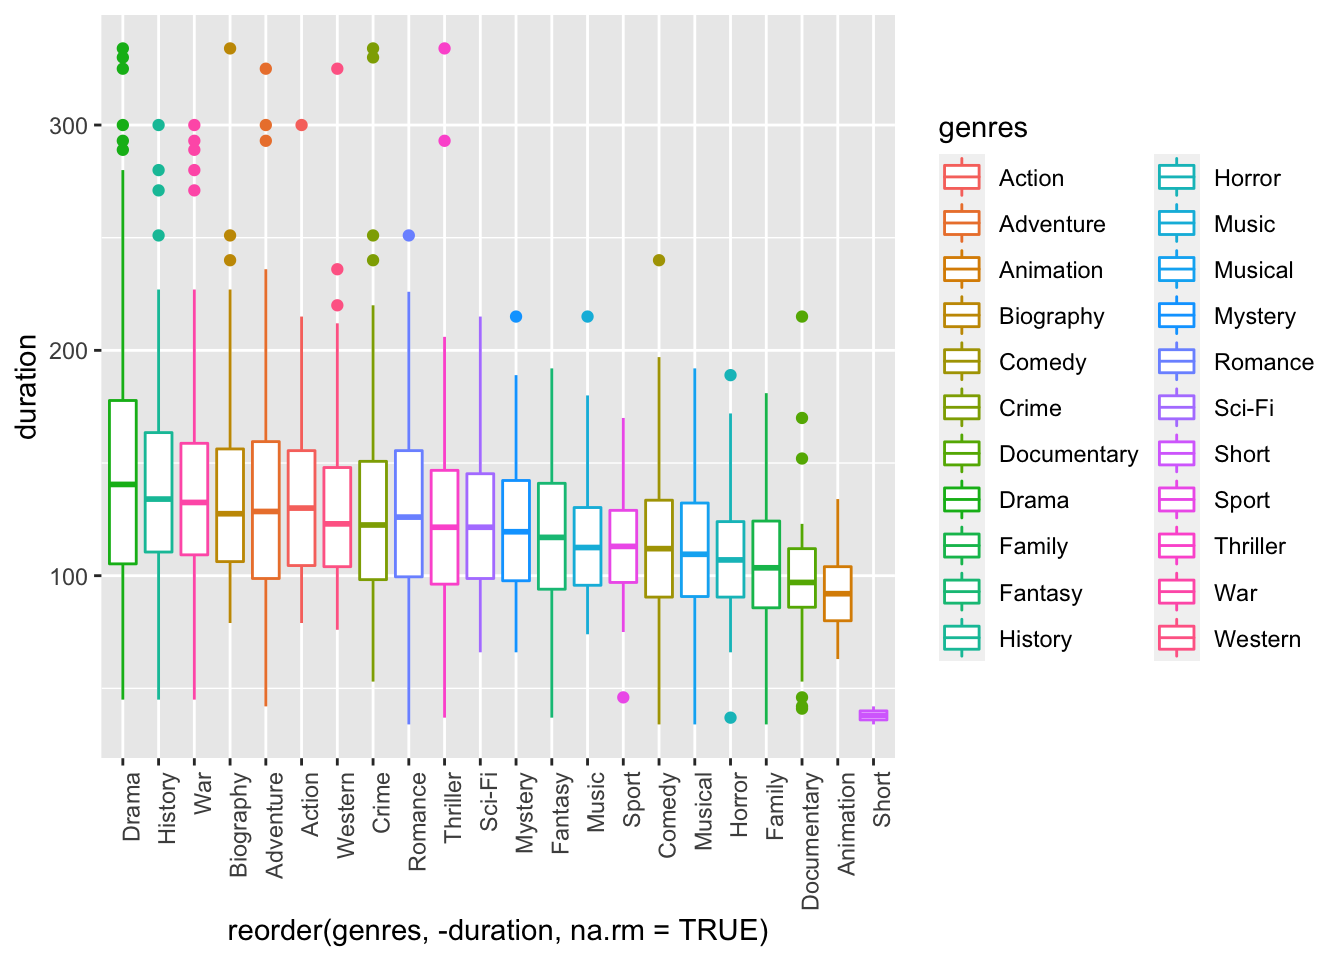 300
200
100
duration
Drama
History
War
Biography
Adventure
Action
Western
Crime
Romance
Thriller
Sci-Fi
Mystery
Fantasy
Music
Sport
Comedy
Musical
Horror
Family
Documentary
Animation
Short
reorder(genres, -duration, na.rm = TRUE)
genres
Action
Adventure
Animation
Biography
Comedy
Crime
Documentary
Drama
Family
Fantasy
History
Horror
Music
Musical
Mystery
Romance
Sci-Fi
Short
Sport
Thriller
War
Western